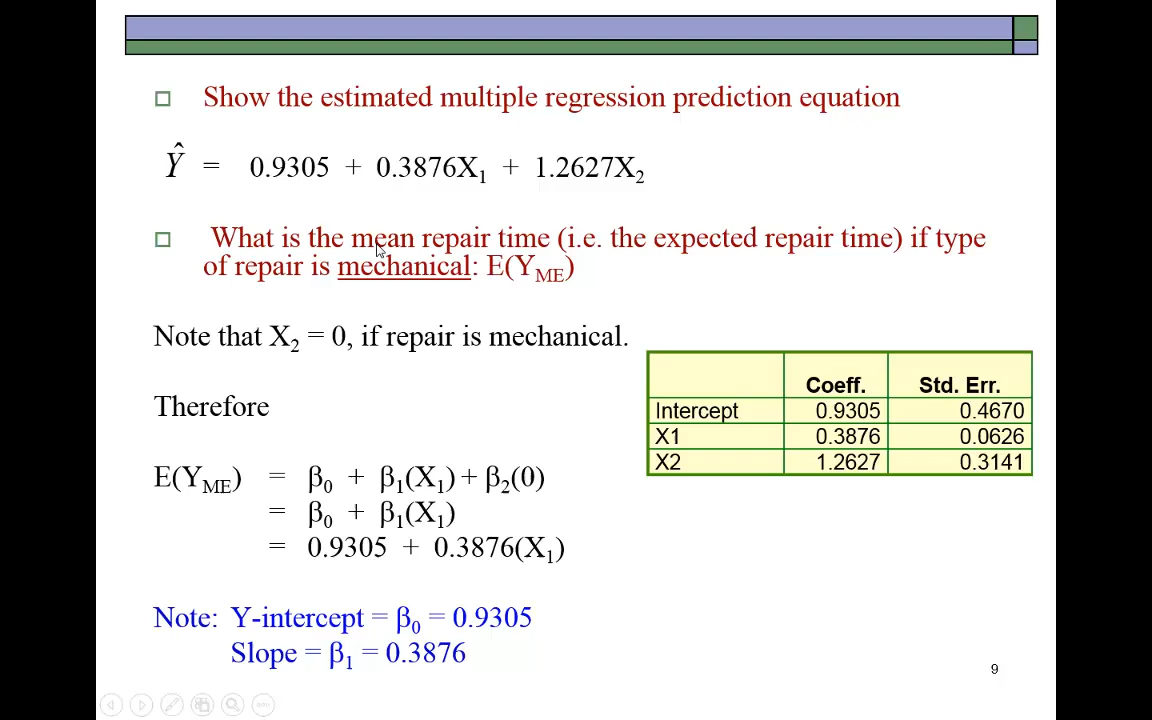 Show the estimated multiple regression prediction equation
Ŷ = 0.9305 + 0.3876X₁ + 1.2627X₂
What is the mean repair time (i.e. the expected repair time) if type
of repair is mechanical: E(Y_ME)
Note that X₂ = 0, if repair is mechanical.
Therefore
E(Y_ME) = β₀ + β₁(X₁) + β₂(0)
= β₀ + β₁(X₁)
= 0.9305 + 0.3876(X₁)
Coeff. Std. Err.
Intercept 0.9305 0.4670
X1 0.3876 0.0626
X2 1.2627 0.3141
Note: Y-intercept = β₀ = 0.9305
Slope = β₁ = 0.3876
9